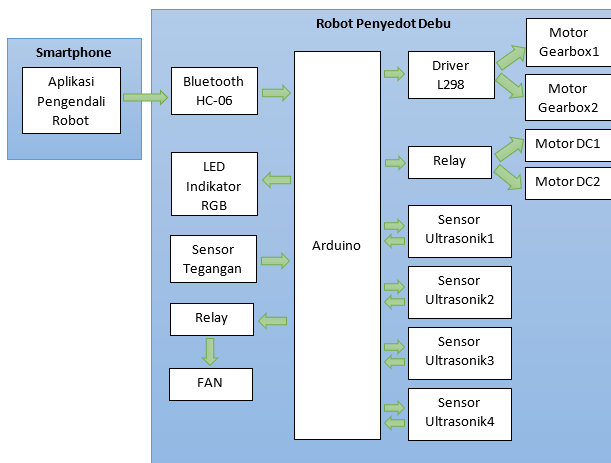 Robot Penyedot Debu
Smartphone
Aplikasi
Pengendali
Robot
Bluetooth
HC-06
LED
Indikator
RGB
Sensor
Tegangan
Relay
FAN
Arduino
Driver
L298
Motor
Gearbox1
Motor
Gearbox2
Relay
Motor DC1
Motor DC2
Sensor
Ultrasonik1
Sensor
Ultrasonik2
Sensor
Ultrasonik3
Sensor
Ultrasonik4